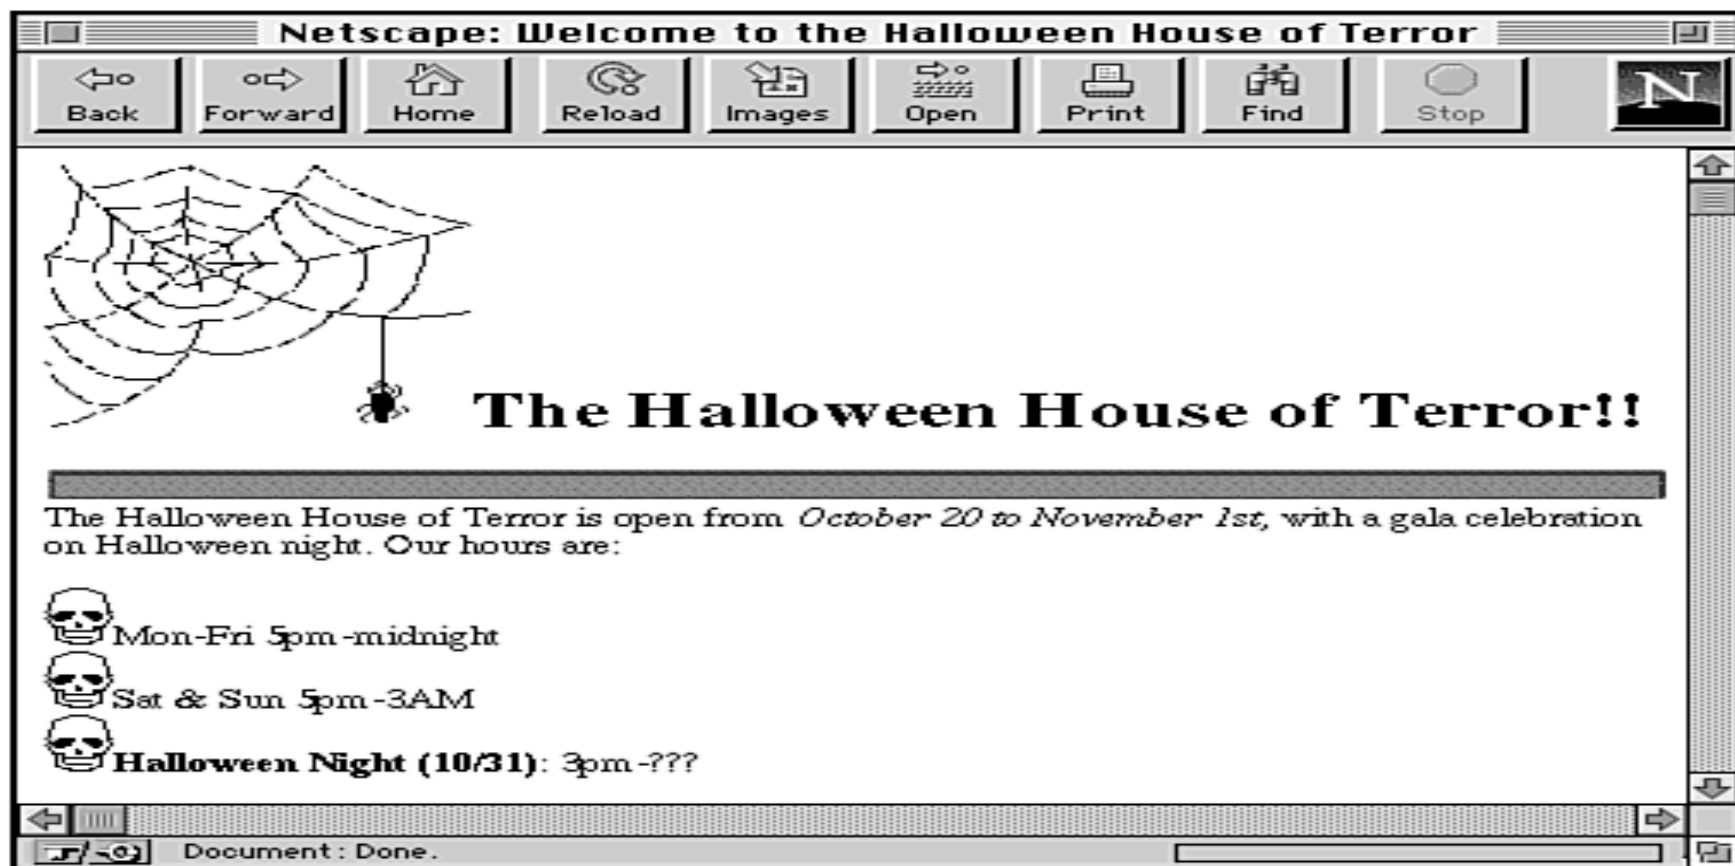 Netscape: Welcome to the Halloween House of Terror
Back Forward Home Reload Images Open Print Find Stop N
The Halloween House of Terror!!
The Halloween House of Terror is open from October 20 to November 1st, with a gala celebration
on Halloween night. Our hours are:
Mon-Fri 5pm-midnight
Sat & Sun 5pm-3AM
Halloween Night (10/31): 3pm-???
Document: Done.